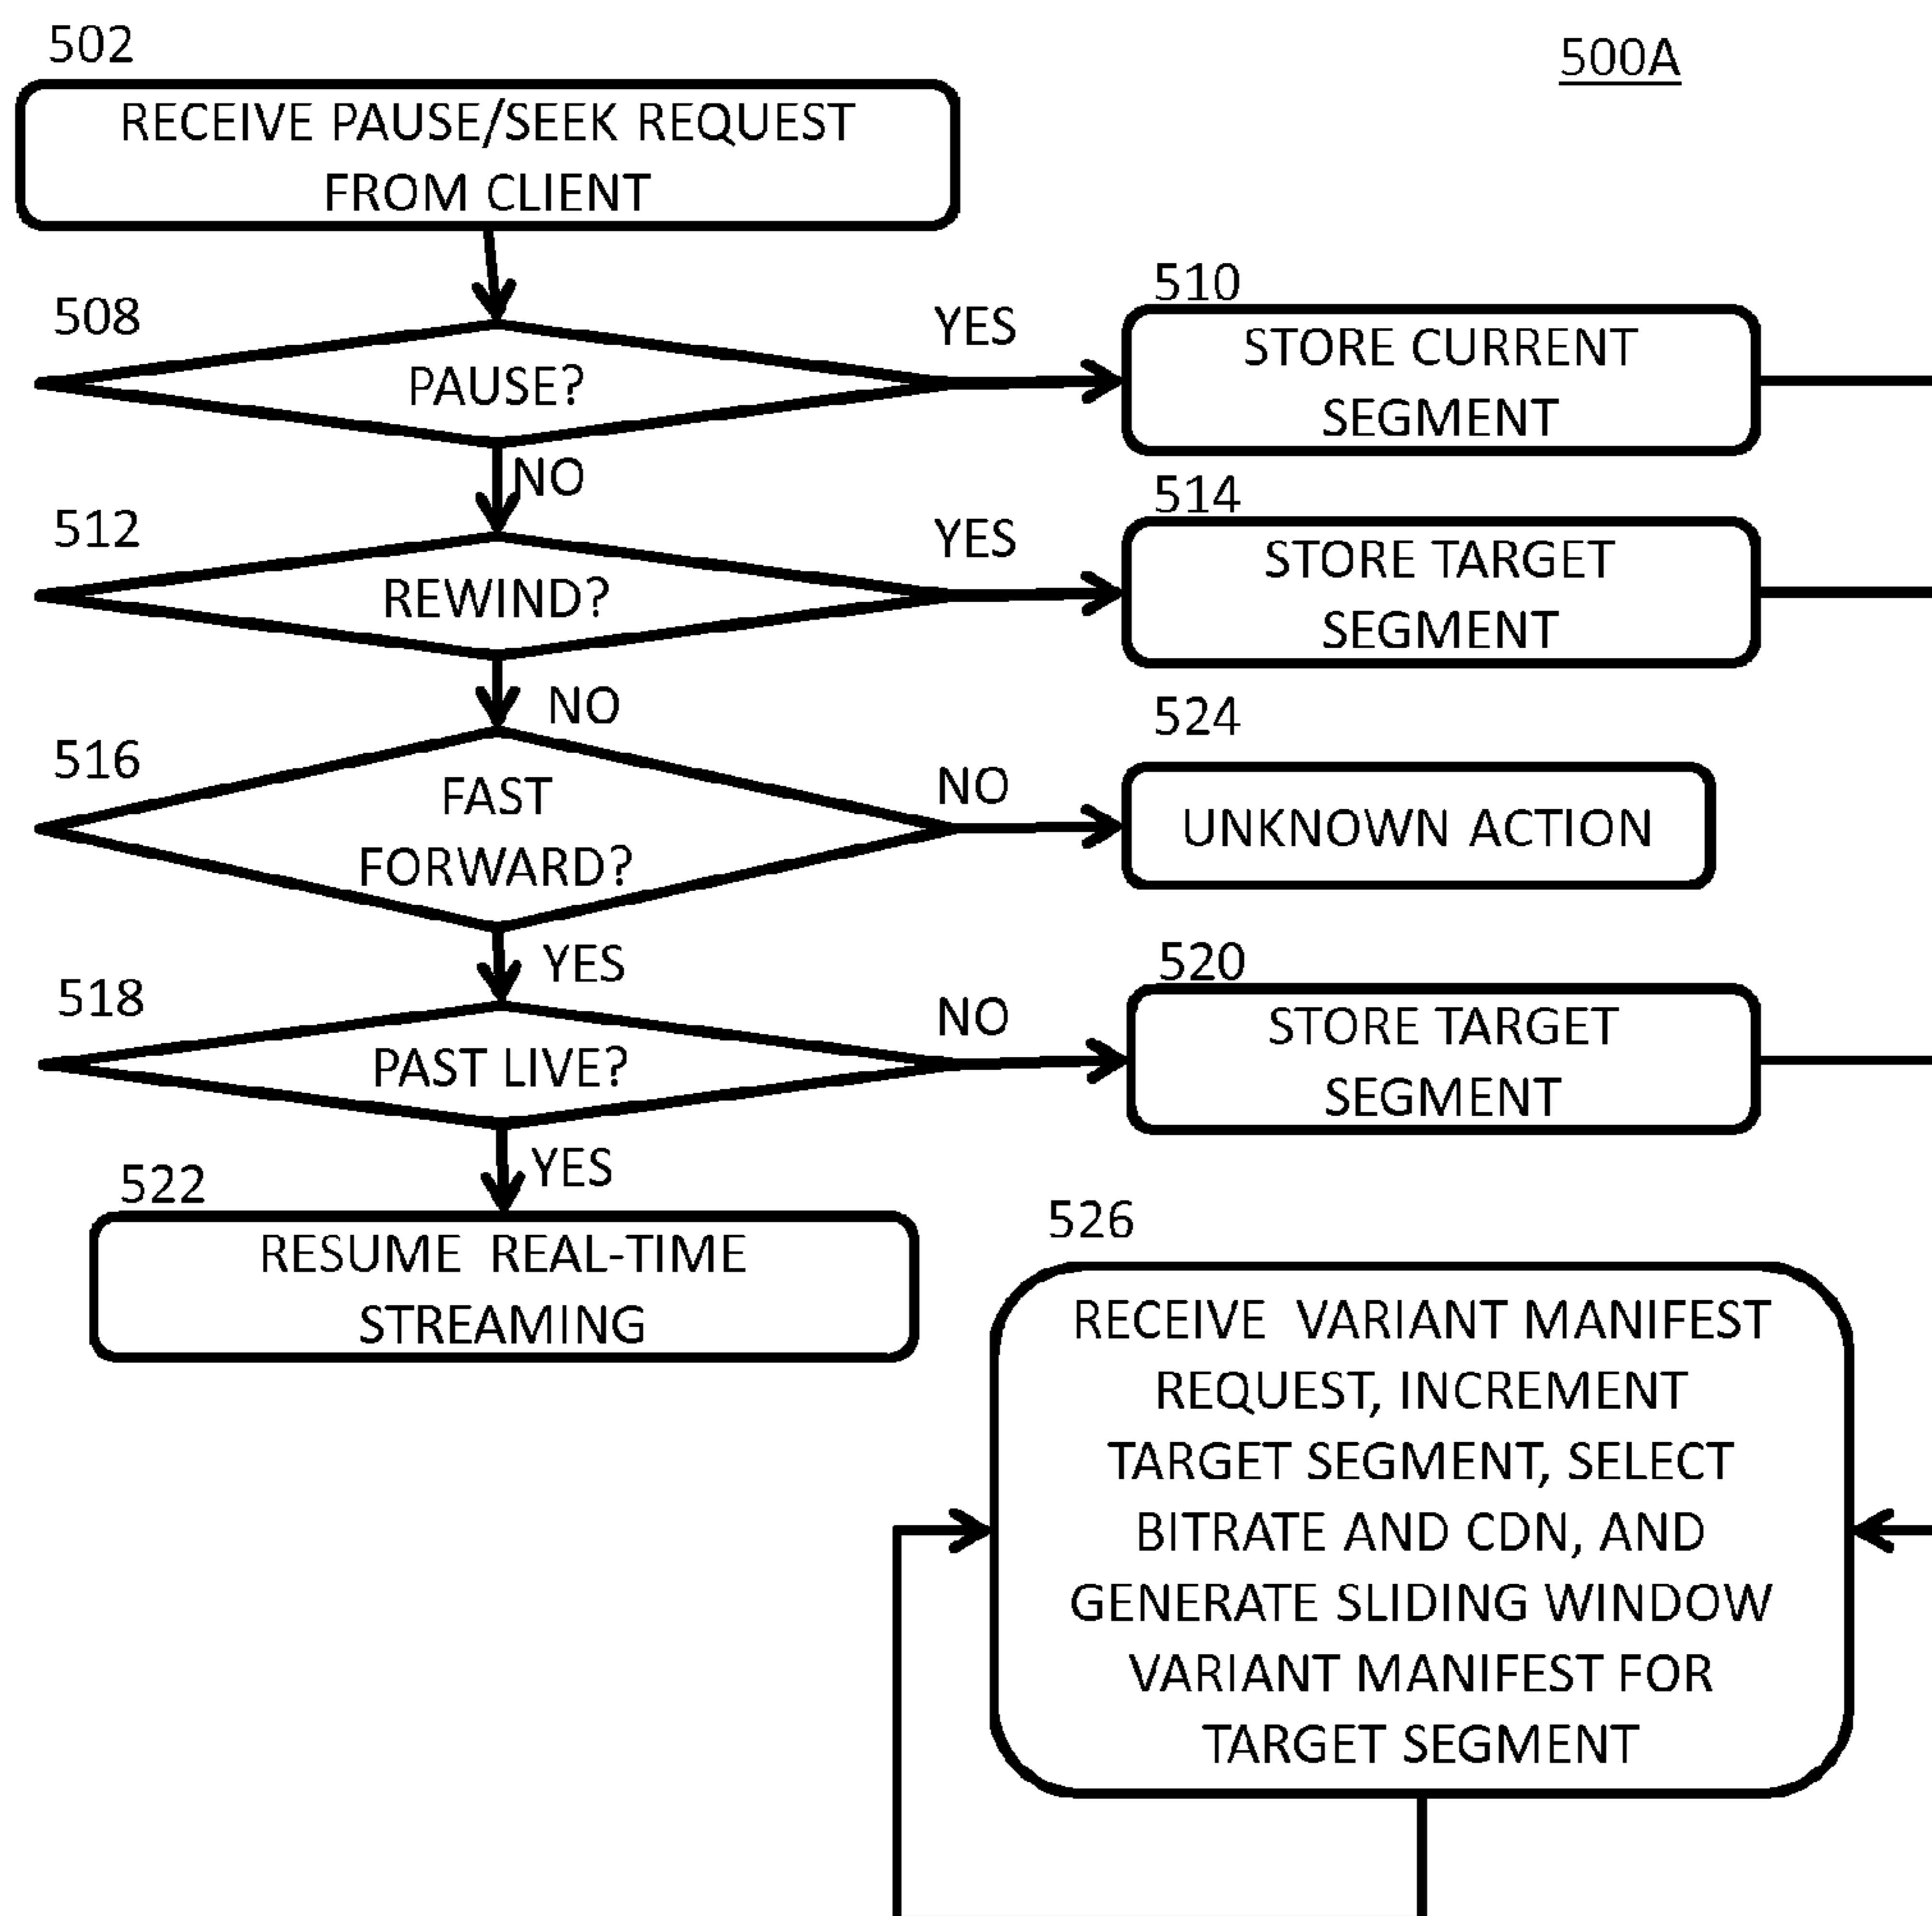 502
500A
RECEIVE PAUSE/SEEK REQUEST
FROM CLIENT
508
PAUSE?
YES
510
STORE CURRENT
SEGMENT
NO
512
REWIND?
YES
514
STORE TARGET
SEGMENT
NO
516
FAST
FORWARD?
NO
524
UNKNOWN ACTION
YES
518
PAST LIVE?
NO
520
STORE TARGET
SEGMENT
YES
522
RESUME REAL-TIME
STREAMING
526
RECEIVE VARIANT MANIFEST
REQUEST, INCREMENT
TARGET SEGMENT, SELECT
BITRATE AND CDN, AND
GENERATE SLIDING WINDOW
VARIANT MANIFEST FOR
TARGET SEGMENT